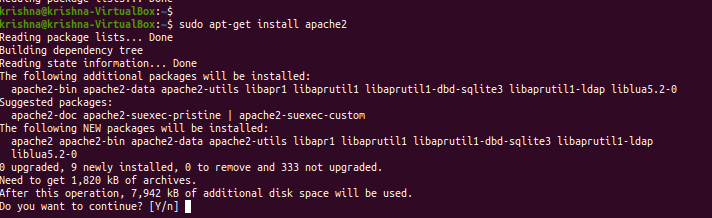 Reading package lists... Done
krishna@krishna-VirtualBox:~$
krishna@krishna-VirtualBox:~$ sudo apt-get install apache2
Reading package lists... Done
Building dependency tree
Reading state information... Done
The following additional packages will be installed:
apache2-bin apache2-data apache2-utils libapr1 libaprutil1 libaprutil1-dbd-sqlite3 libaprutil1-ldap liblua5.2-0
Suggested packages:
apache2-doc apache2-suexec-pristine | apache2-suexec-custom
The following NEW packages will be installed:
apache2 apache2-bin apache2-data apache2-utils libapr1 libaprutil1 libaprutil1-dbd-sqlite3 libaprutil1-ldap
liblua5.2-0
0 upgraded, 9 newly installed, 0 to remove and 333 not upgraded.
Need to get 1,820 kB of archives.
After this operation, 7,942 kB of additional disk space will be used.
Do you want to continue? [Y/n]